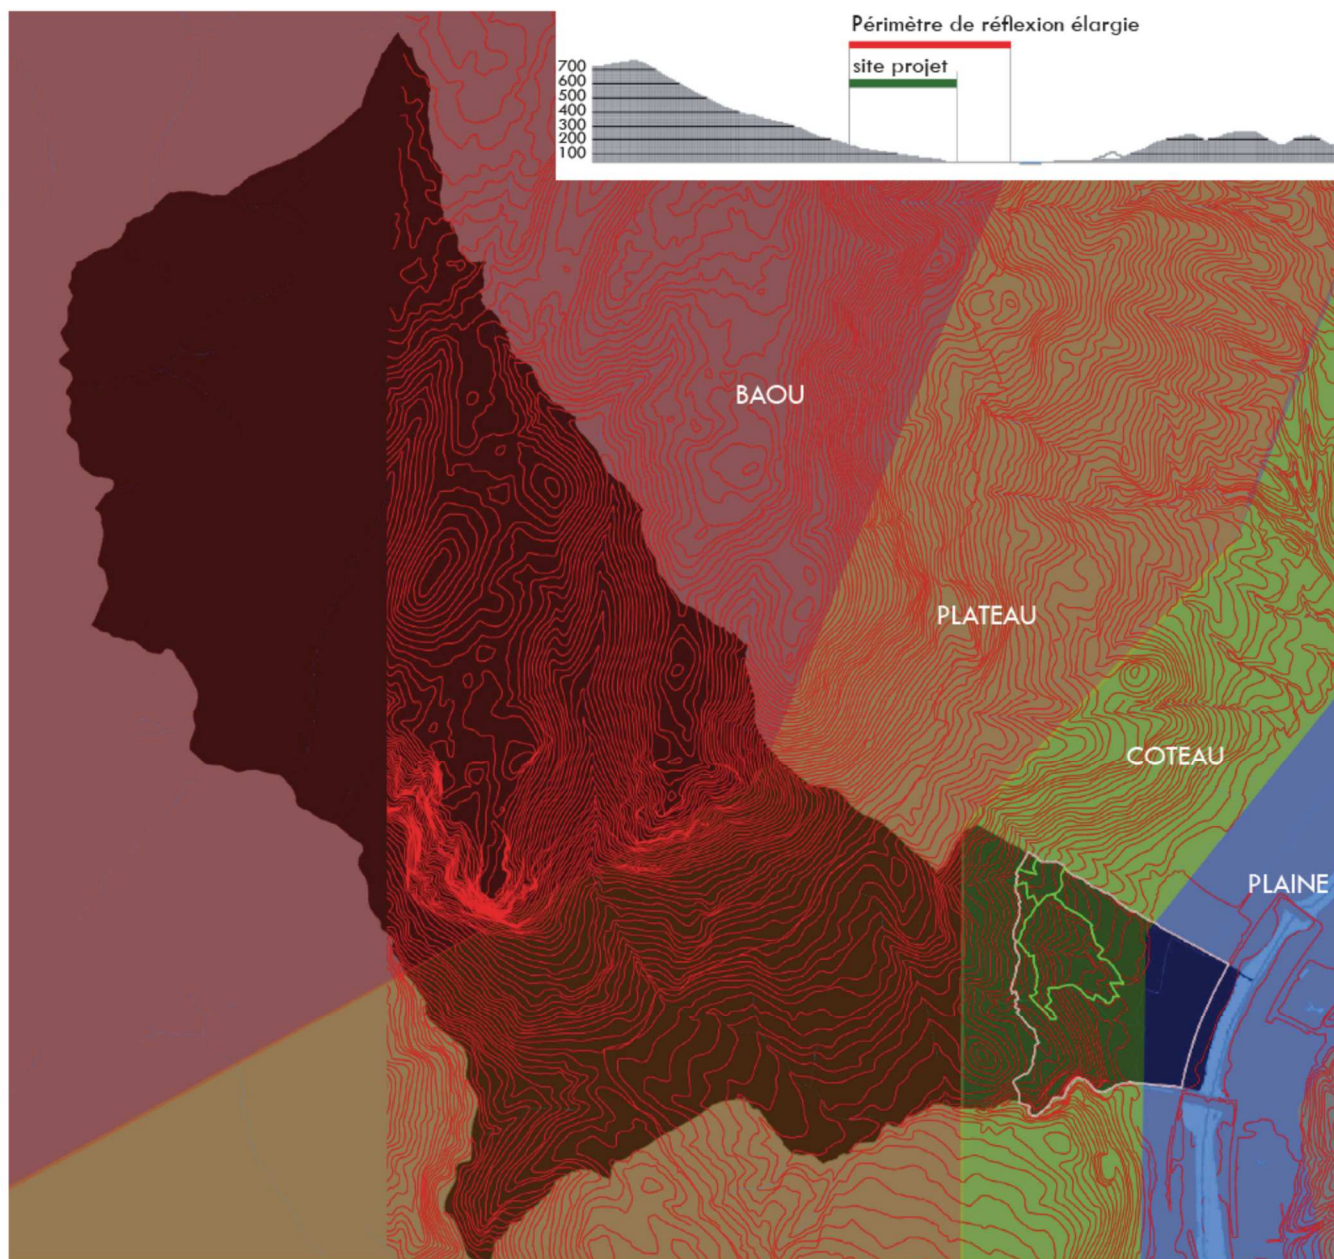 Périmètre de réflexion élargie
site projet
700
600
500
400
300
200
100
BAOU
PLATEAU
COTEAU
PLAINE